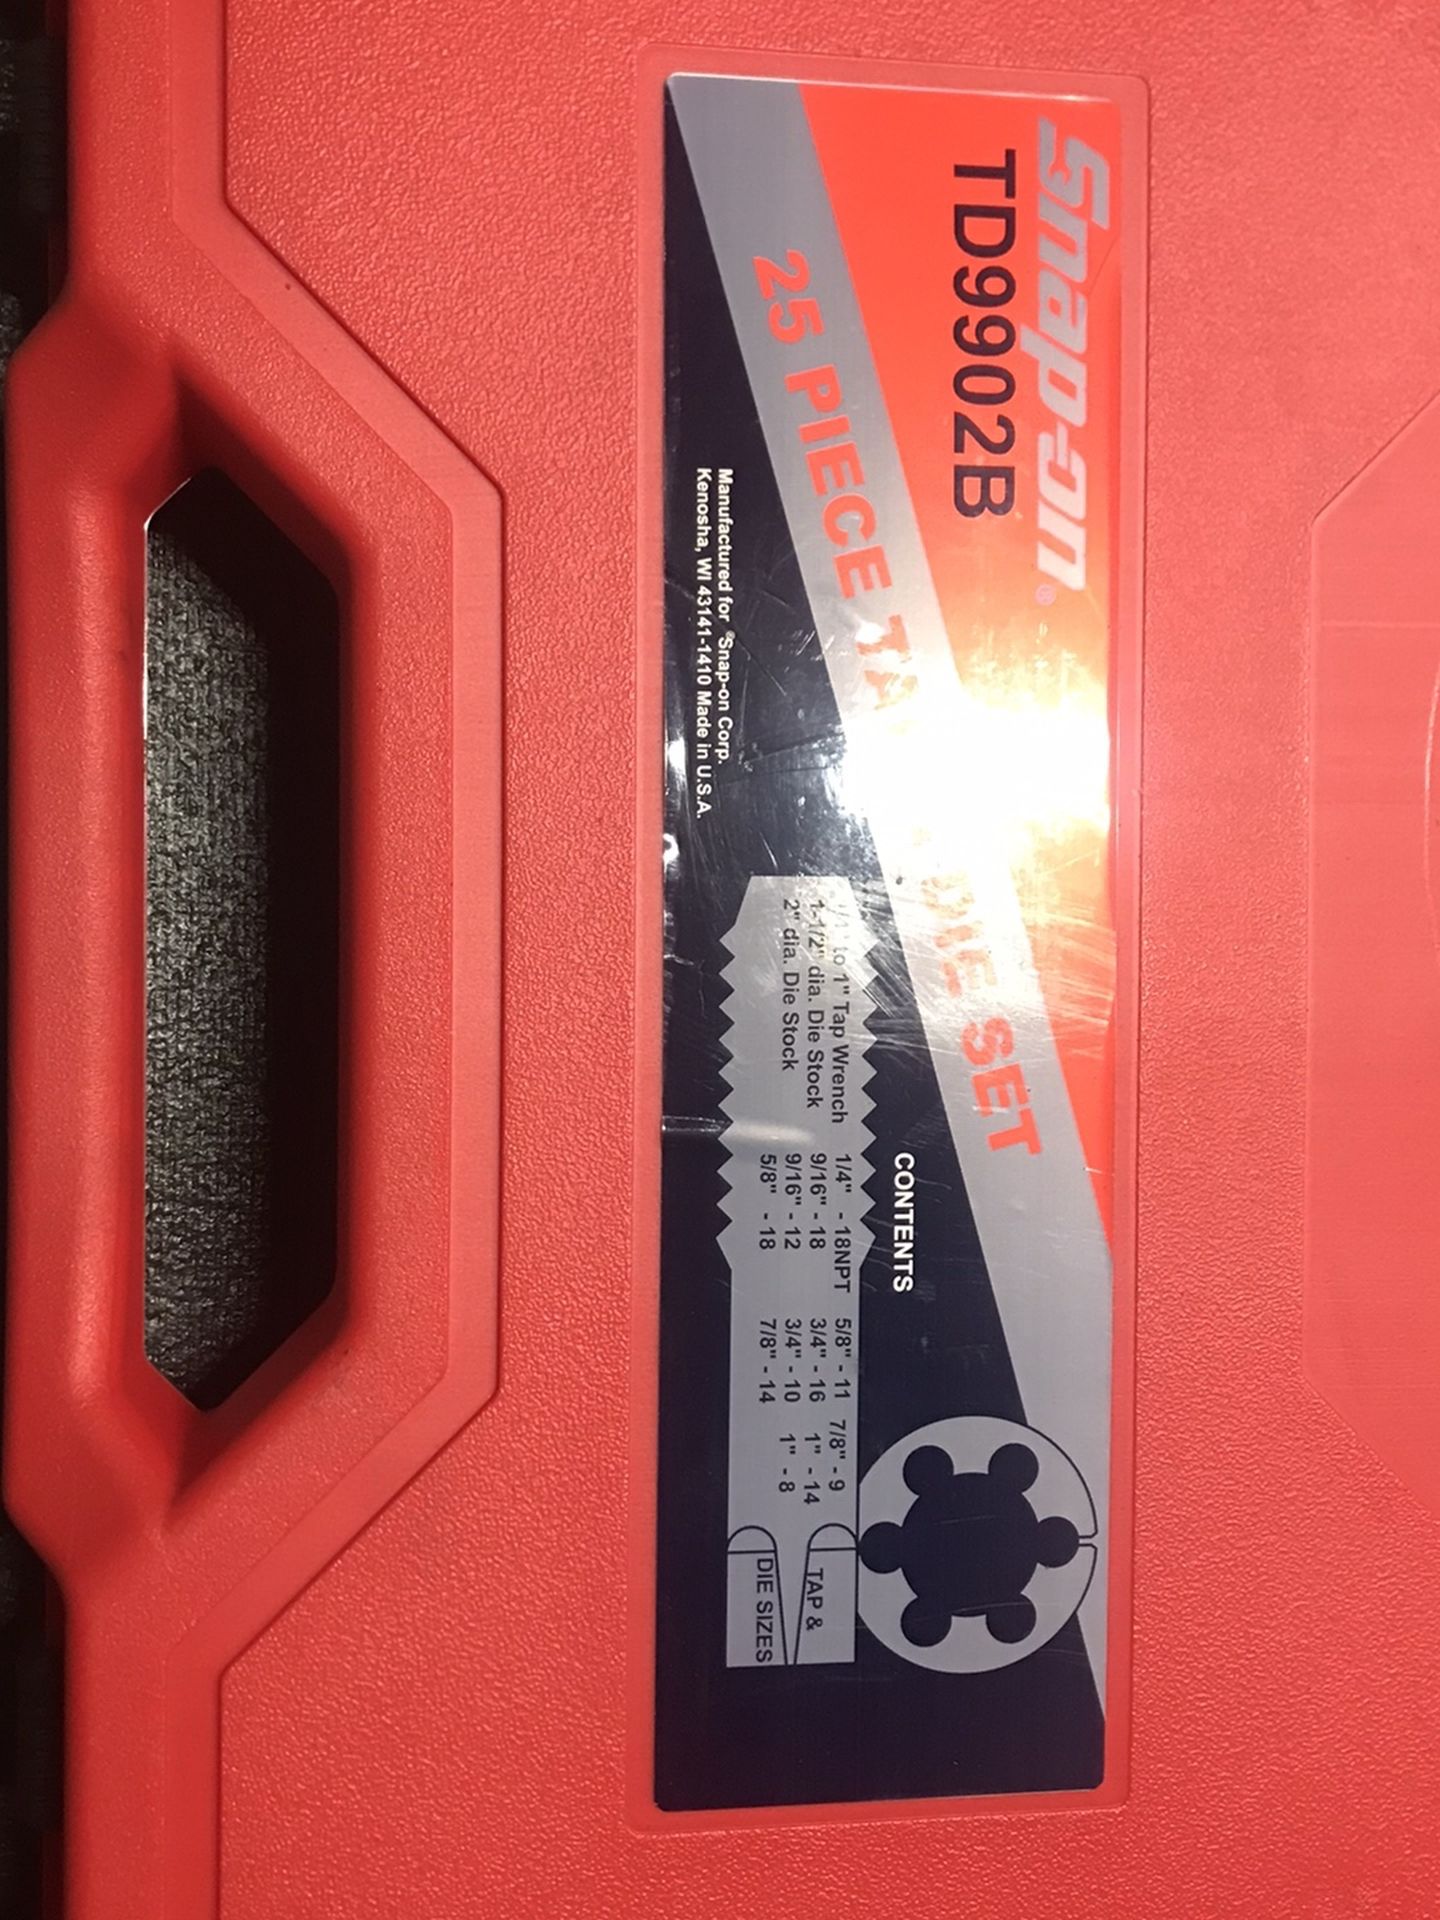 Snap-on®
TD9902B
25 PIECE DIE SET
Manufactured for ®Snap-on Corp.
Kenosha, WI 43141-1410 Made in U.S.A.
CONTENTS
to 1" Tap Wrench 1/4" - 18NPT 5/8" - 11 7/8" - 9
1-1/2" dia. Die Stock 9/16" - 18 3/4" - 16 1" - 14
2" dia. Die Stock 9/16" - 12 3/4" - 10 1" - 8
5/8" - 18 7/8" - 14
TAP &
DIE SIZES